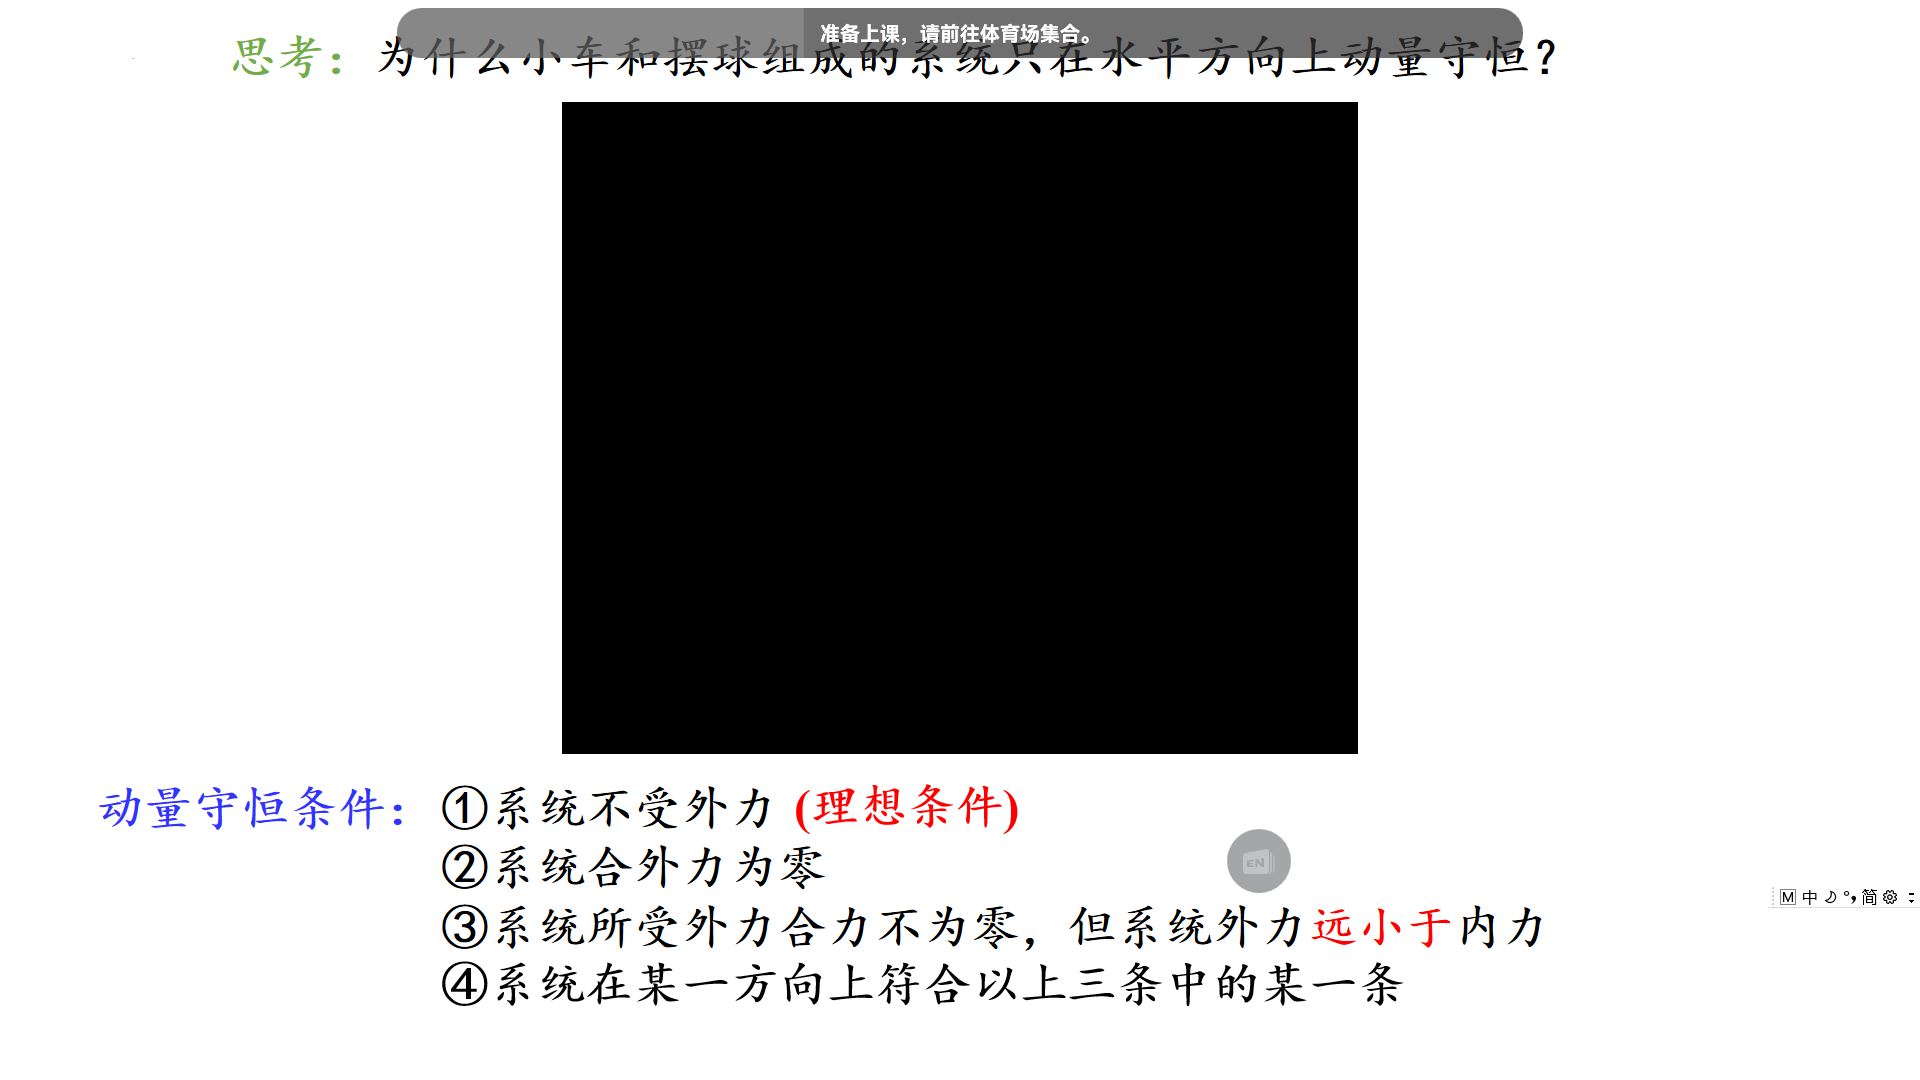 准备上课，请前往体育场集合。
思考：为什么小车和摆球组成的系统只在水平方向上动量守恒？
动量守恒条件：①系统不受外力 (理想条件)
②系统合外力为零
EN
③系统所受外力合力不为零，但系统外力远小于内力
M 中 简
④系统在某一方向上符合以上三条中的某一条